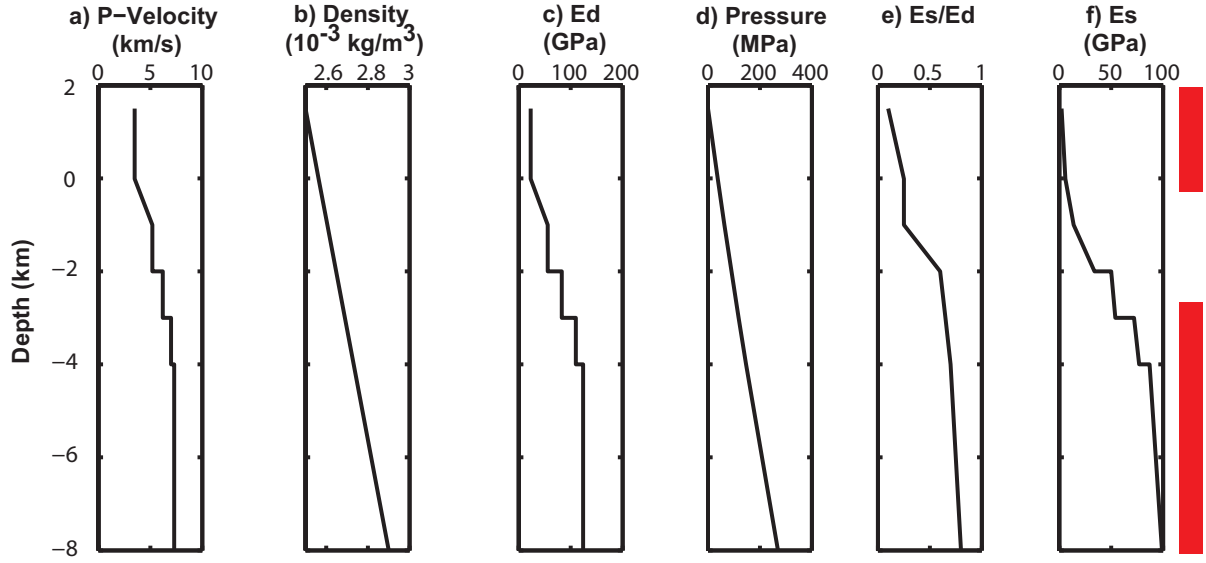 a) P−Velocity
(km/s)
b) Density
(10-3 kg/m3)
c) Ed
(GPa)
d) Pressure
(MPa)
e) Es/Ed
f) Es
(GPa)
0 5 10
2.6 2.8 3
0 100 200
0 200 400
0 0.5 1
0 50 100
Depth (km)
2
0
−2
−4
−6
−8